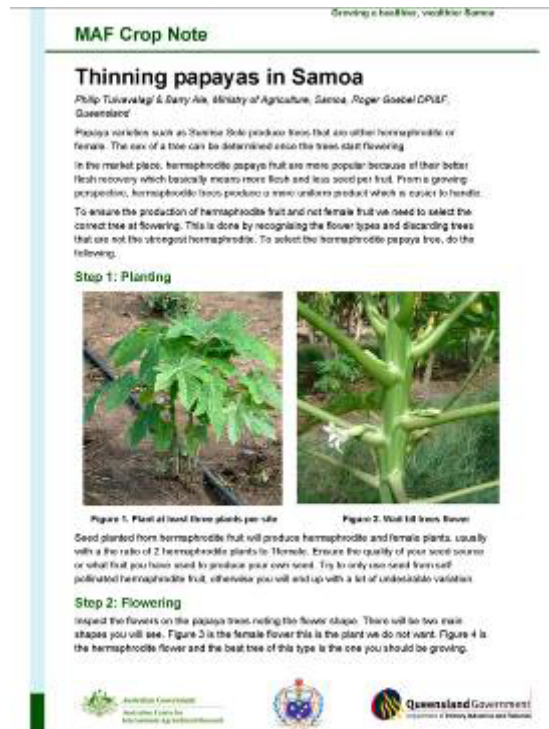 Growing a healthier, wealthier Samoa
MAF Crop Note
Thinning papayas in Samoa
Philip Tuivavalagi & Barry Aie, Ministry of Agriculture, Samoa, Roger Goebel DPI&F,
Queensland
Papaya varieties such as Sunrise Solo produce trees that are either hermaphrodite or
female. The sex of a tree can be determined once the trees start flowering.
In the market place, hermaphrodite papaya fruit are more popular because of their better
flesh recovery which basically means more flesh and less seed per fruit. From a growing
perspective, hermaphrodite trees produce a more uniform product which is easier to handle.
To ensure the production of hermaphrodite fruit and not female fruit we need to select the
correct tree at flowering. This is done by recognising the flower types and discarding trees
that are not the strongest hermaphrodite. To select the hermaphrodite papaya tree, do the
following.
Step 1: Planting
Figure 1. Plant at least three plants per site
Figure 2. Wait till trees flower
Seed planted from hermaphrodite fruit will produce hermaphrodite and female plants, usually
with a the ratio of 2 hermaphrodite plants to 1female. Ensure the quality of your seed source
or what fruit you have used to produce your own seed. Try to only use seed from self
pollinated hermaphrodite fruit, otherwise you will end up with a lot of undesirable variation.
Step 2: Flowering
Inspect the flowers on the papaya trees noting the flower shape. There will be two main
shapes you will see. Figure 3 is the female flower this is the plant we do not want. Figure 4 is
the hermaphrodite flower and the best tree of this type is the one you should be growing.
Australian Government
Australian Centre for
International Agricultural Research
Queensland Government
Department of Primary Industries and Fisheries